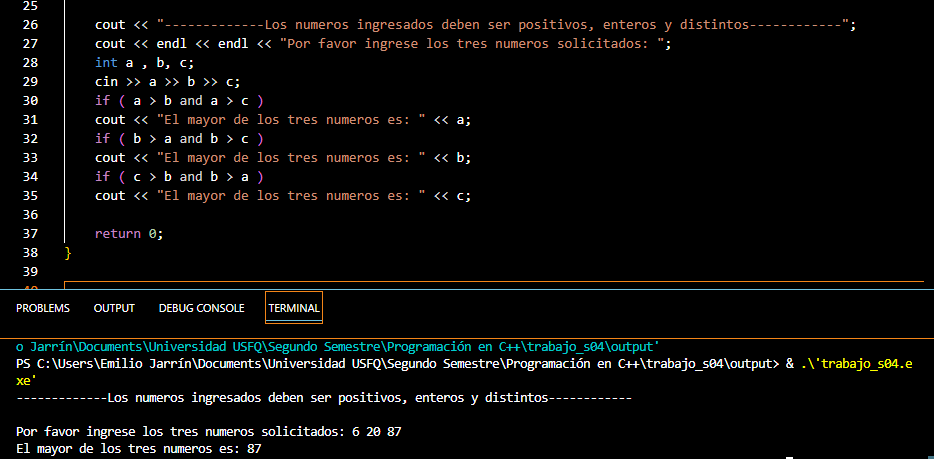 25
26 cout << "-------------Los numeros ingresados deben ser positivos, enteros y distintos------------";
27 cout << endl << endl << "Por favor ingrese los tres numeros solicitados: ";
28 int a , b, c;
29 cin >> a >> b >> c;
30 if ( a > b and a > c )
31 cout << "El mayor de los tres numeros es: " << a;
32 if ( b > a and b > c )
33 cout << "El mayor de los tres numeros es: " << b;
34 if ( c > b and b > a )
35 cout << "El mayor de los tres numeros es: " << c;
36
37 return 0;
38 }
39
40
PROBLEMS OUTPUT DEBUG CONSOLE TERMINAL
o Jarrín\Documents\Universidad USFQ\Segundo Semestre\Programación en C++\trabajo_s04\output'
PS C:\Users\Emilio Jarrín\Documents\Universidad USFQ\Segundo Semestre\Programación en C++\trabajo_s04\output> & .\'trabajo_s04.e
xe'
-------------Los numeros ingresados deben ser positivos, enteros y distintos------------
Por favor ingrese los tres numeros solicitados: 6 20 87
El mayor de los tres numeros es: 87